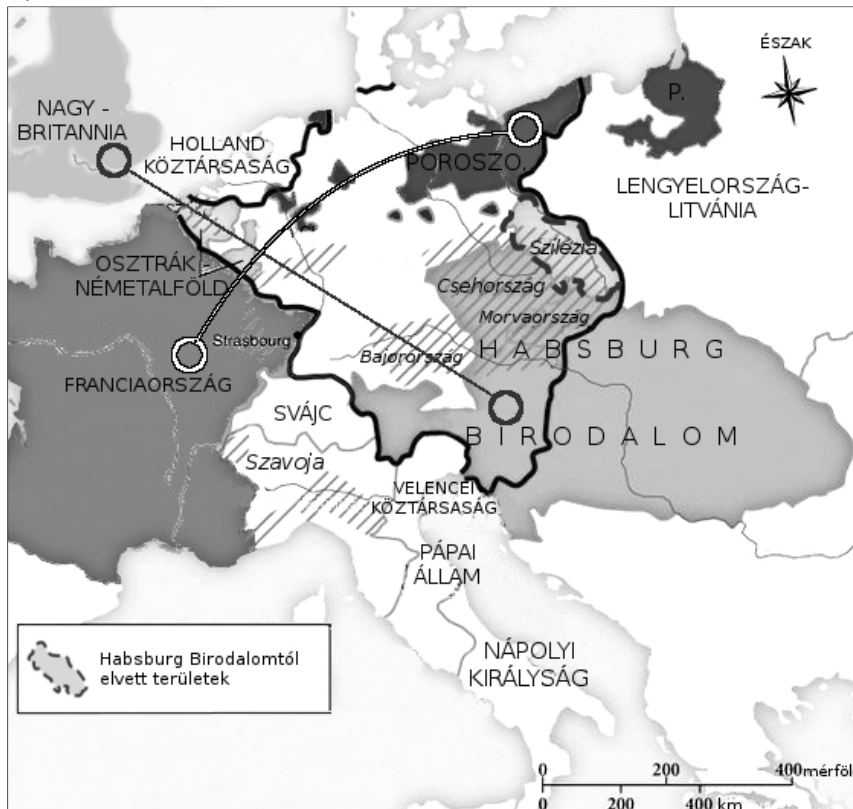 ÉSZAK
NAGY -
BRITANNIA
HOLLAND
KÖZTÁRSASÁG
P.
POROSZO.
LENGYELORSZÁG-
LITVÁNIA
OSZTRÁK -
NÉMETALFÖLD
Szilézia
Csehország
Morvaország
Strasbourg
Bajorország
HABSBURG
BIRODALOM
FRANCIAORSZÁG
SVÁJC
Szavoja
VELENCEI
KÖZTÁRSASÁG
PÁPAI
ÁLLAM
NÁPOLYI
KIRÁLYSÁG
Habsburg Birodalomtól
elvett területek
0 200 400 mérföl
0 200 400 km